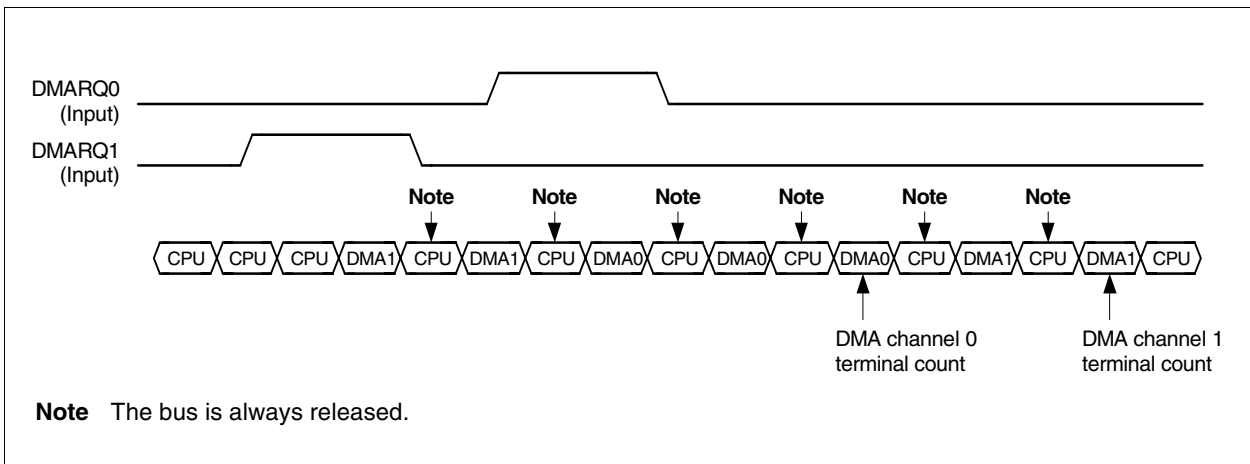 DMARQ0
(Input)
DMARQ1
(Input)
Note Note Note Note Note Note
CPU CPU CPU DMA1 CPU DMA1 CPU DMA0 CPU DMA0 CPU DMA0 CPU DMA1 CPU DMA1 CPU
DMA channel 0
terminal count
DMA channel 1
terminal count
Note The bus is always released.